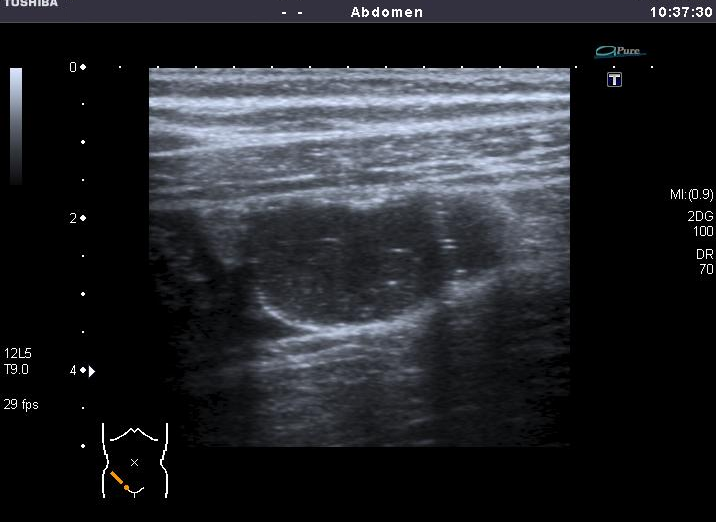 TOSHIBA
- - Abdomen 10:37:30
aPure
T
0
MI:(0.9)
2
2DG
100
DR
70
12L5
T9.0
4
29 fps